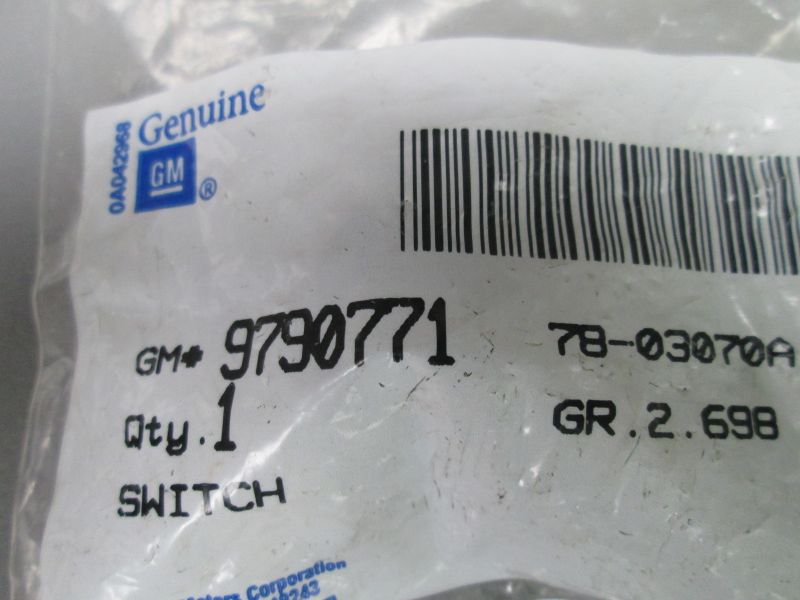 0A042968
Genuine
GM ®
GM# 9790771
78-03070A
Qty. 1
GR.2.698
SWITCH
Corporation